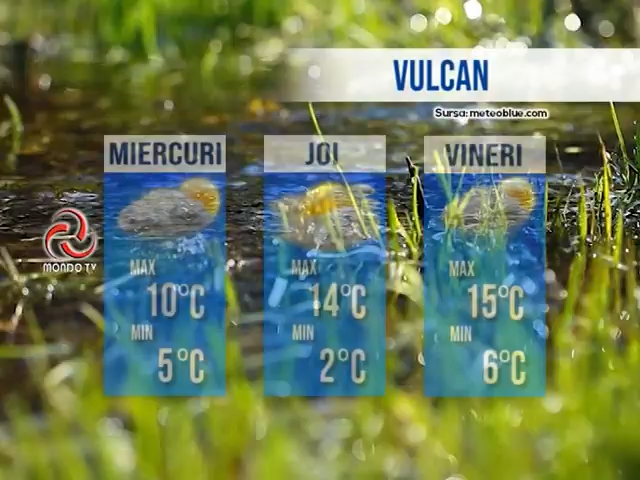 VULCAN
Sursa: meteoblue.com
MIERCURI
JOI
VINERI
MONDO TV
MAX
10°C
MIN
5°C
MAX
14°C
MIN
2°C
MAX
15°C
MIN
6°C